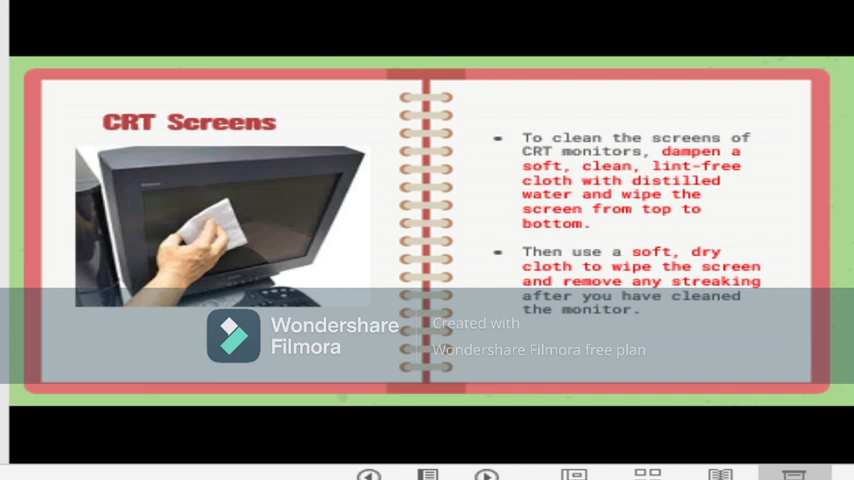 CRT Screens
To clean the screens of
CRT monitors, dampen a
soft, clean, lint-free
cloth with distilled
water and wipe the
screen from top to
bottom.
Then use a soft, dry
cloth to wipe the screen
and remove any streaking
after you have cleaned
the monitor.
Wondershare
Filmora
Created with
Wondershare Filmora free plan